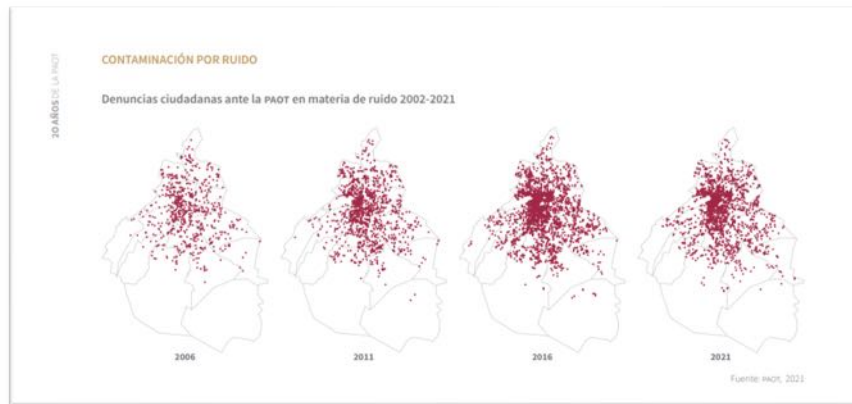 20 AÑOS DE LA PAOT
CONTAMINACIÓN POR RUIDO
Denuncias ciudadanas ante la PAOT en materia de ruido 2002-2021
2006
2011
2016
2021
Fuente: PAOT, 2021